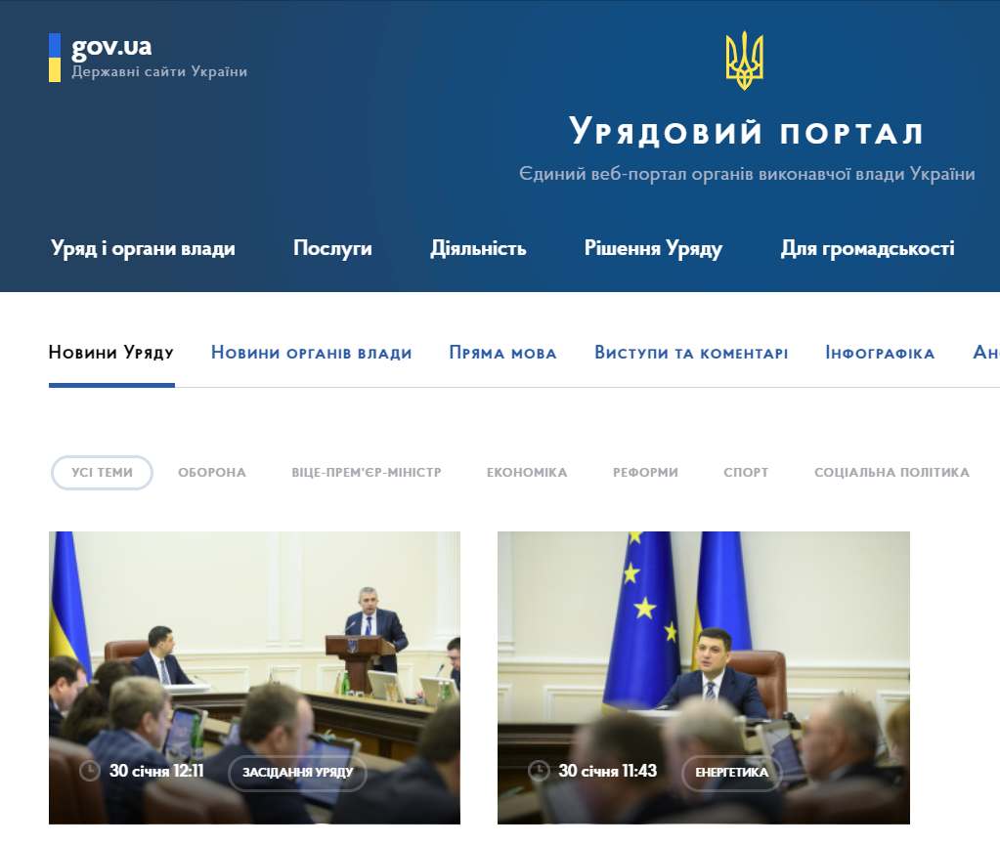 gov.ua
Державні сайти України
Урядовий портал
Єдиний веб-портал органів виконавчої влади України
Уряд і органи влади Послуги Діяльність Рішення Уряду Для громадськості
Новини Уряду Новини органів влади Пряма мова Виступи та коментарі Інфографіка
УСІ ТЕМИ ОБОРОНА ВІЦЕ-ПРЕМ'ЄР-МІНІСТР ЕКОНОМІКА РЕФОРМИ СПОРТ СОЦІАЛЬНА ПОЛІТИКА
30 січня 12:11 ЗАСІДАННЯ УРЯДУ 30 січня 11:43 ЕНЕРГЕТИКА